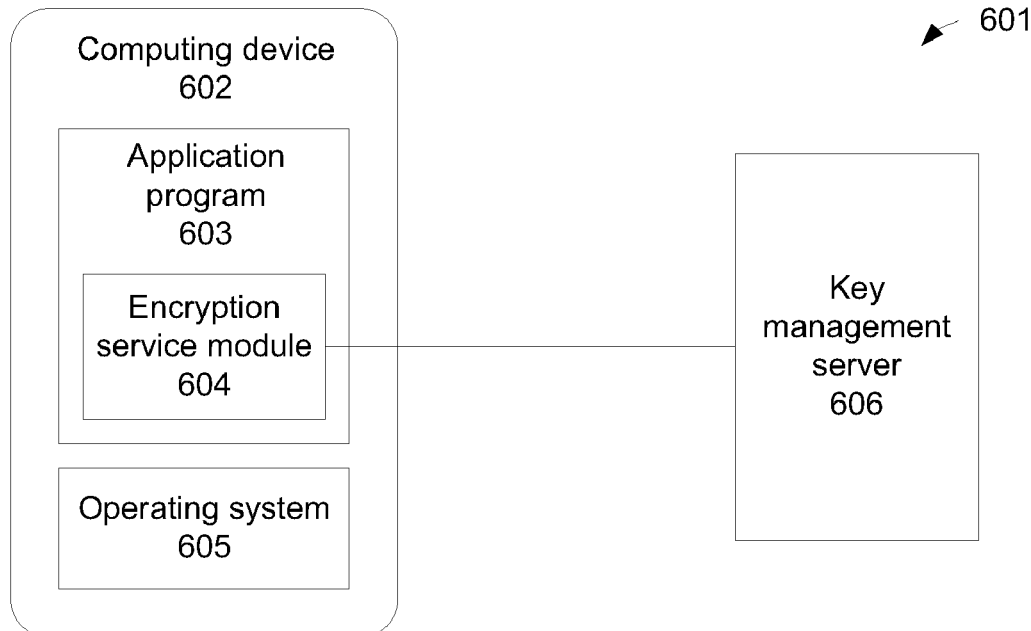 601
Computing device
602
Application
program
603
Encryption
service module
604
Operating system
605
Key
management
server
606